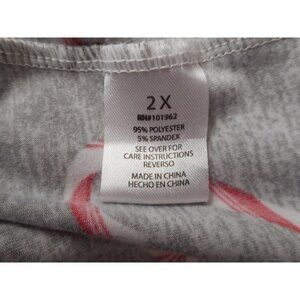 2X
RN#101962
95% POLYESTER
5% SPANDEX
SEE OVER FOR
CARE INSTRUCTIONS
REVERSO
MADE IN CHINA
HECHO EN CHINA